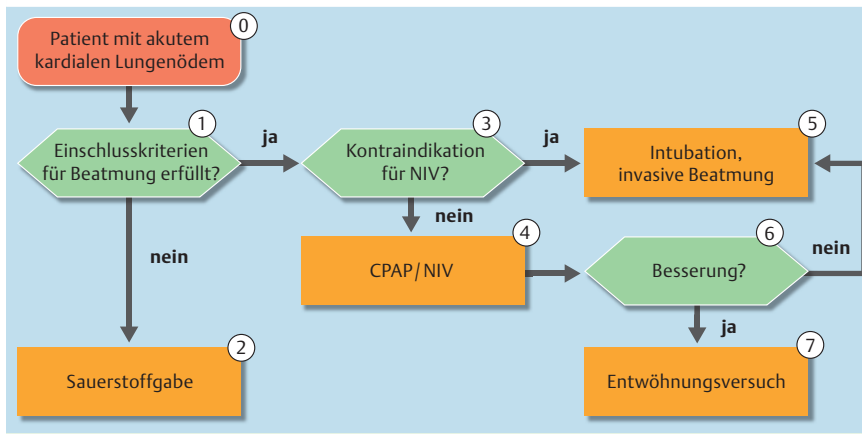 0
Patient mit akutem
kardialen Lungenödem
1
Einschlusskriterien
für Beatmung erfüllt?
ja
nein
2
Sauerstoffgabe
3
Kontraindikation
für NIV?
ja
nein
4
CPAP/NIV
5
Intubation,
invasive Beatmung
6
Besserung?
nein
ja
7
Entwöhnungsversuch